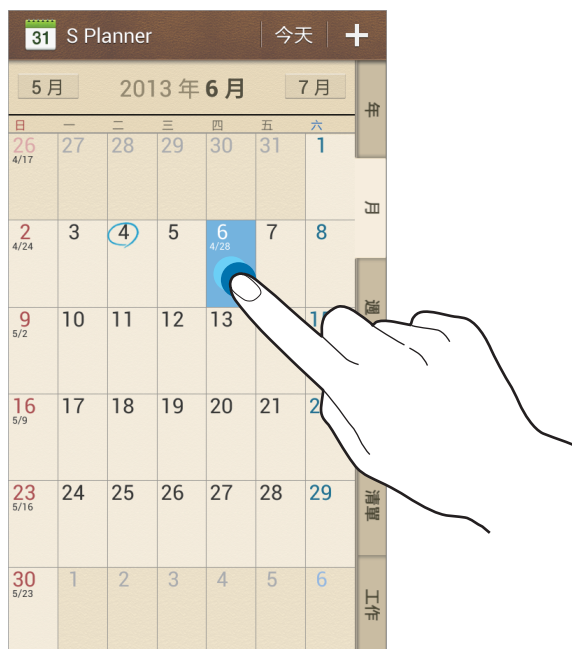 31 S Planner 今天 +
5 月 2013 年 6 月 7 月
年
日 一 二 三 四 五 六
26 27 28 29 30 31 1
4/17
月
2 3 4 5 6 7 8
4/24 4/28
週
9 10 11 12 13
5/2
16 17 18 19 20 21
5/9
23 24 25 26 27 28 29
5/16
清單
30 1 2 3 4 5 6
5/23
工作